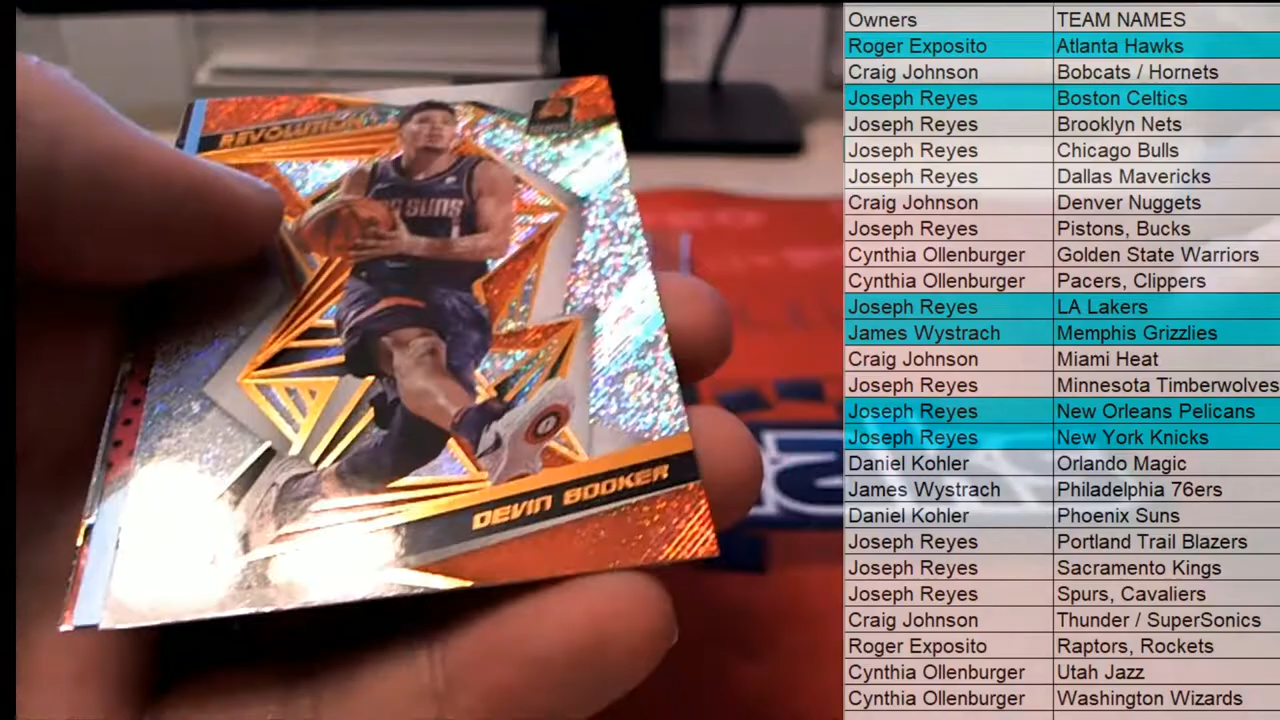 REVOLUTION
SUNS
DEVIN BOOKER
Owners TEAM NAMES
Roger Exposito Atlanta Hawks
Craig Johnson Bobcats / Hornets
Joseph Reyes Boston Celtics
Joseph Reyes Brooklyn Nets
Joseph Reyes Chicago Bulls
Joseph Reyes Dallas Mavericks
Craig Johnson Denver Nuggets
Joseph Reyes Pistons, Bucks
Cynthia Ollenburger Golden State Warriors
Cynthia Ollenburger Pacers, Clippers
Joseph Reyes LA Lakers
James Wystrach Memphis Grizzlies
Craig Johnson Miami Heat
Joseph Reyes Minnesota Timberwolves
Joseph Reyes New Orleans Pelicans
Joseph Reyes New York Knicks
Daniel Kohler Orlando Magic
James Wystrach Philadelphia 76ers
Daniel Kohler Phoenix Suns
Joseph Reyes Portland Trail Blazers
Joseph Reyes Sacramento Kings
Joseph Reyes Spurs, Cavaliers
Craig Johnson Thunder / SuperSonics
Roger Exposito Raptors, Rockets
Cynthia Ollenburger Utah Jazz
Cynthia Ollenburger Washington Wizards